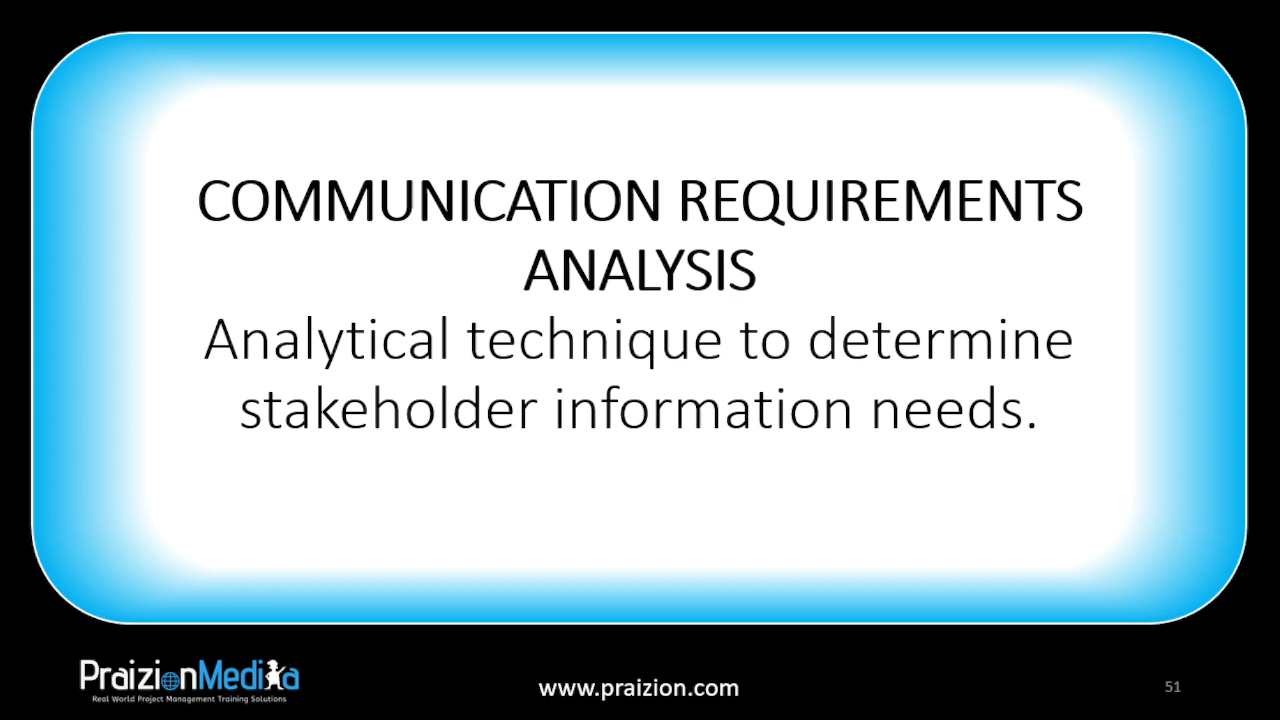 COMMUNICATION REQUIREMENTS
ANALYSIS
Analytical technique to determine
stakeholder information needs.
PraizionMedia
Real World Project Management Training Solutions
www.praizion.com
51